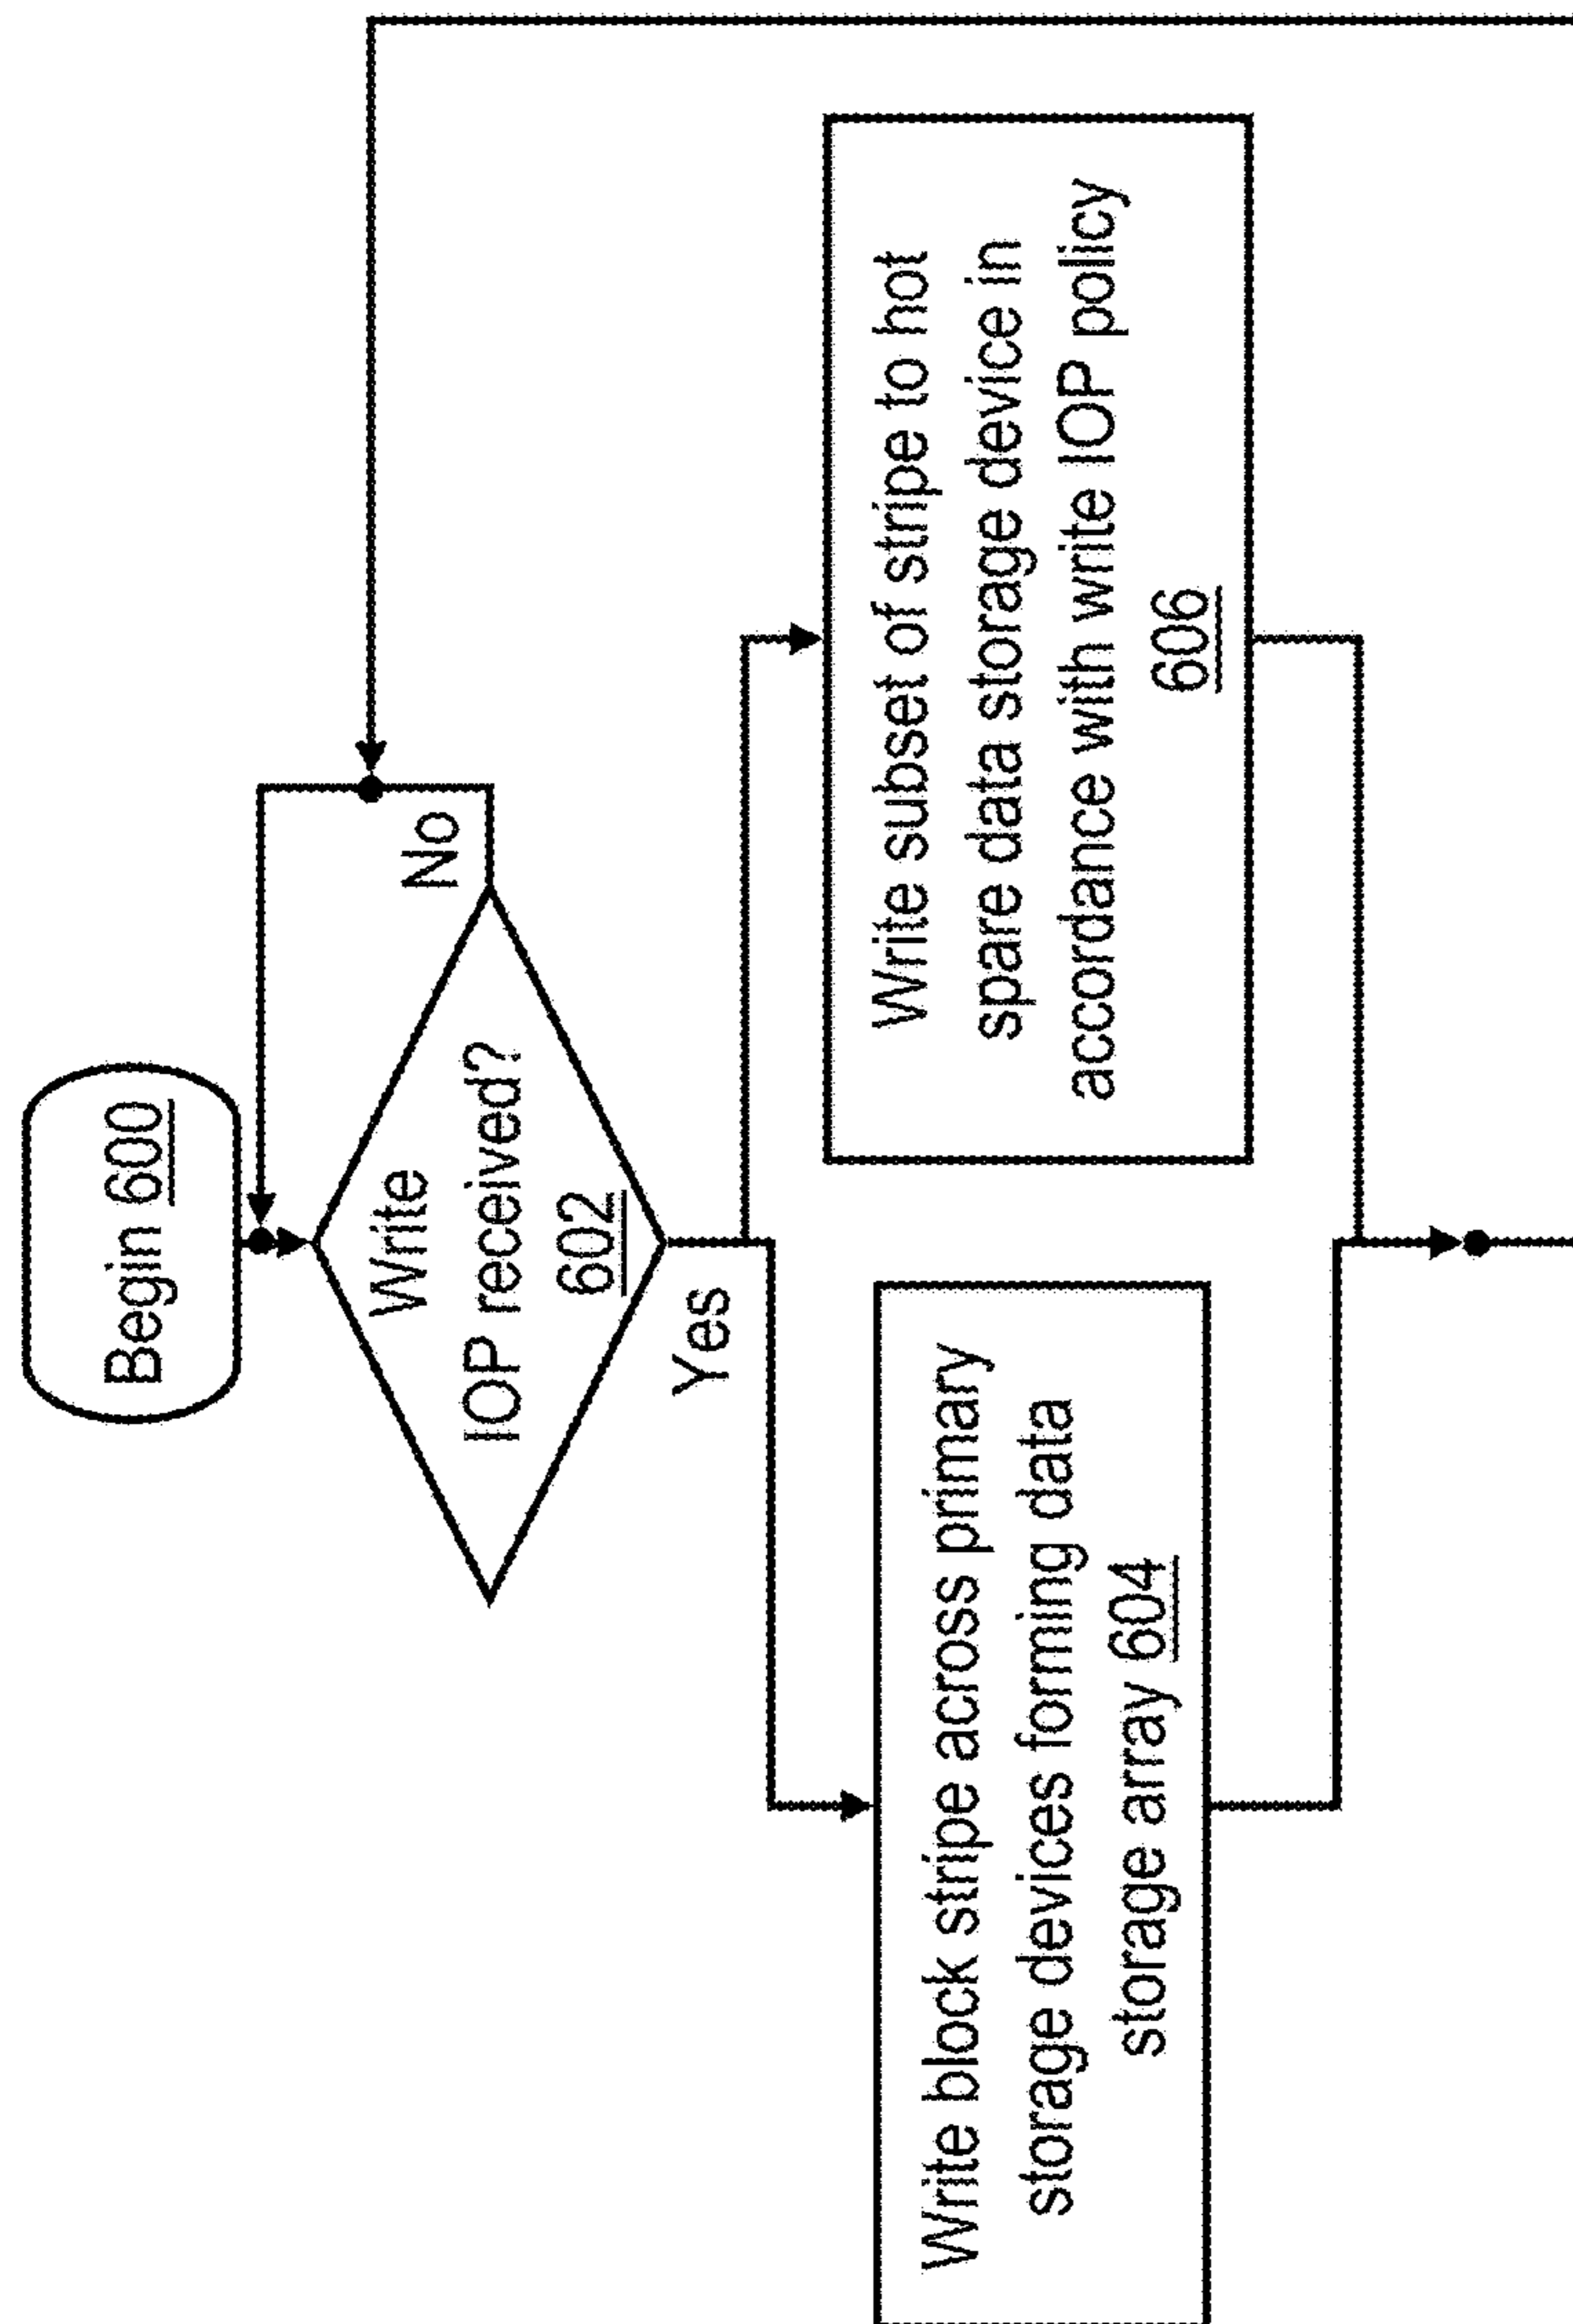 Begin 600
Write
IOP received?
602
No
Yes
Write block stripe across primary
storage devices forming data
storage array 604
Write subset of stripe to hot
spare data storage device in
accordance with write IOP policy
606